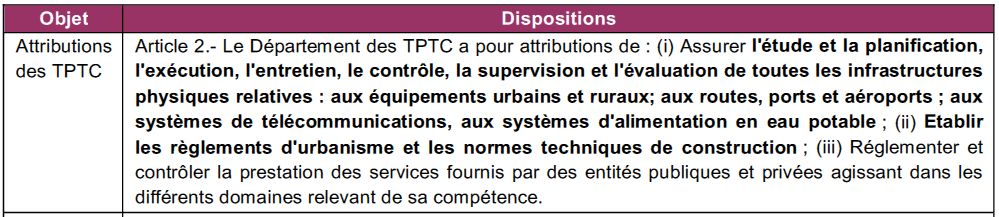 Objet Dispositions
Attributions des TPTC
Article 2.- Le Département des TPTC a pour attributions de : (i) Assurer l'étude et la planification,
l'exécution, l'entretien, le contrôle, la supervision et l'évaluation de toutes les infrastructures
physiques relatives : aux équipements urbains et ruraux; aux routes, ports et aéroports ; aux
systèmes de télécommunications, aux systèmes d'alimentation en eau potable ; (ii) Etablir
les règlements d'urbanisme et les normes techniques de construction ; (iii) Réglementer et
contrôler la prestation des services fournis par des entités publiques et privées agissant dans les
différents domaines relevant de sa compétence.